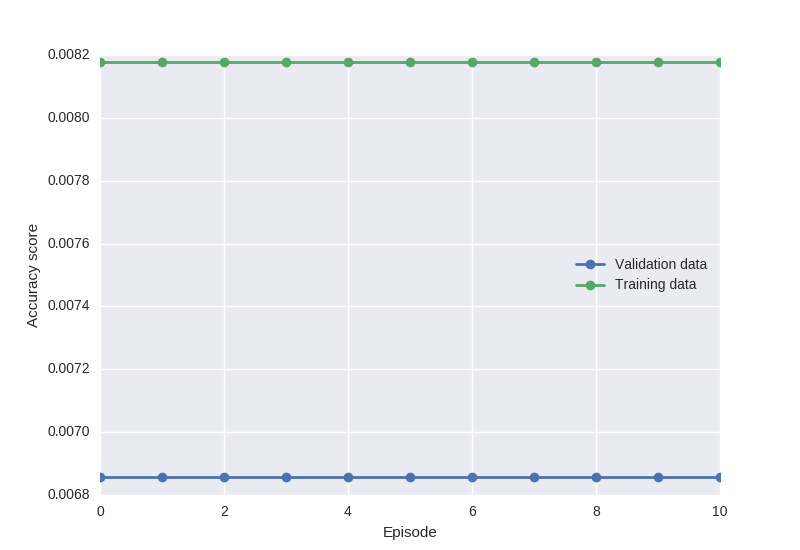 0.0082
0.0080
0.0078
0.0076
0.0074
0.0072
0.0070
0.0068
Accuracy score
Validation data
Training data
0 2 4 6 8 10
Episode